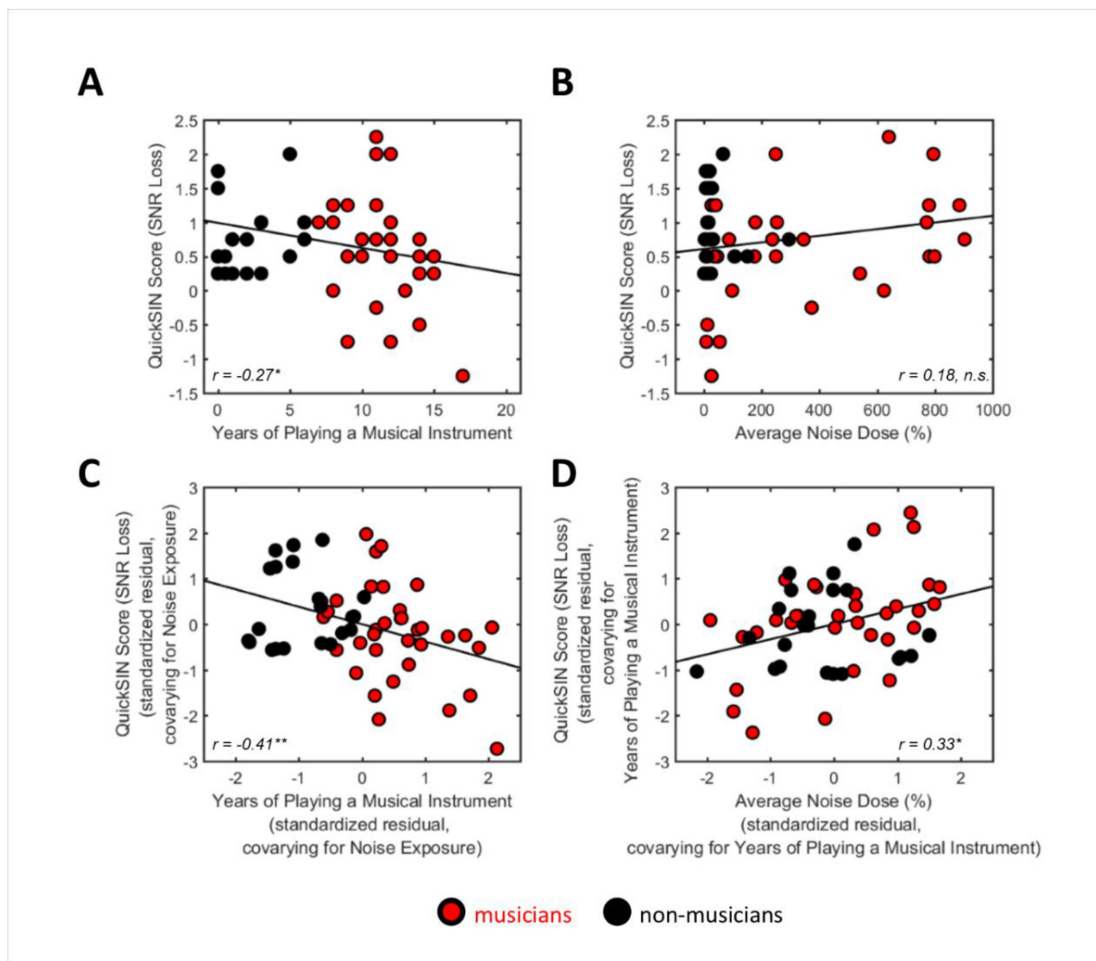 A
QuickSIN Score (SNR Loss)
2.5
2
1.5
1
0.5
0
-0.5
-1
-1.5
r = -0.27*
0
5
10
15
20
Years of Playing a Musical Instrument
B
QuickSIN Score (SNR Loss)
2.5
2
1.5
1
0.5
0
-0.5
-1
-1.5
r = 0.18, n.s.
0
200
400
600
800
1000
Average Noise Dose (%)
C
QuickSIN Score (SNR Loss)
(standardized residual,
covarying for Noise Exposure)
3
2
1
0
-1
-2
-3
r = -0.41**
-2
-1
0
1
2
Years of Playing a Musical Instrument
(standardized residual,
covarying for Noise Exposure)
D
QuickSIN Score (SNR Loss)
(standardized residual,
covarying for
Years of Playing a Musical Instrument)
3
2
1
0
-1
-2
-3
r = 0.33*
-2
-1
0
1
2
Average Noise Dose (%)
(standardized residual,
covarying for Years of Playing a Musical Instrument)
musicians
non-musicians